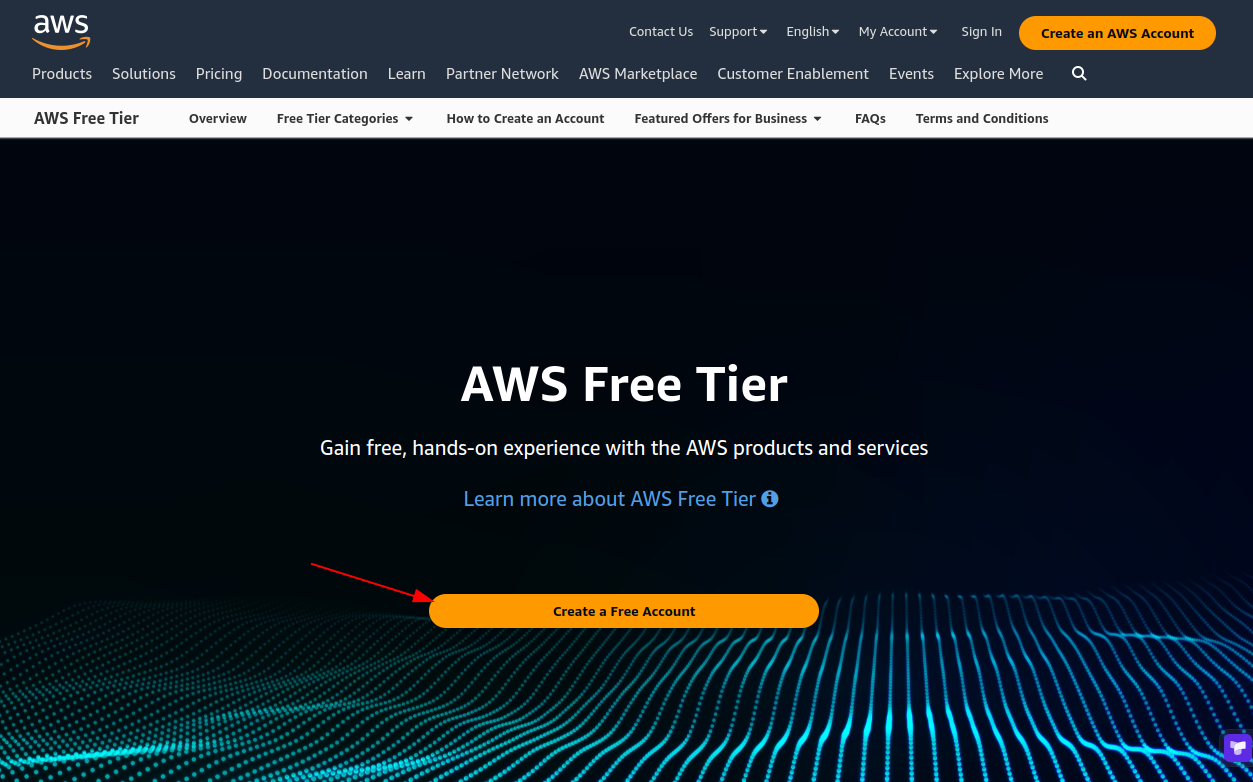 aws
Contact Us Support English My Account Sign In Create an AWS Account
Products Solutions Pricing Documentation Learn Partner Network AWS Marketplace Customer Enablement Events Explore More
AWS Free Tier Overview Free Tier Categories How to Create an Account Featured Offers for Business FAQs Terms and Conditions
AWS Free Tier
Gain free, hands-on experience with the AWS products and services
Learn more about AWS Free Tier
Create a Free Account